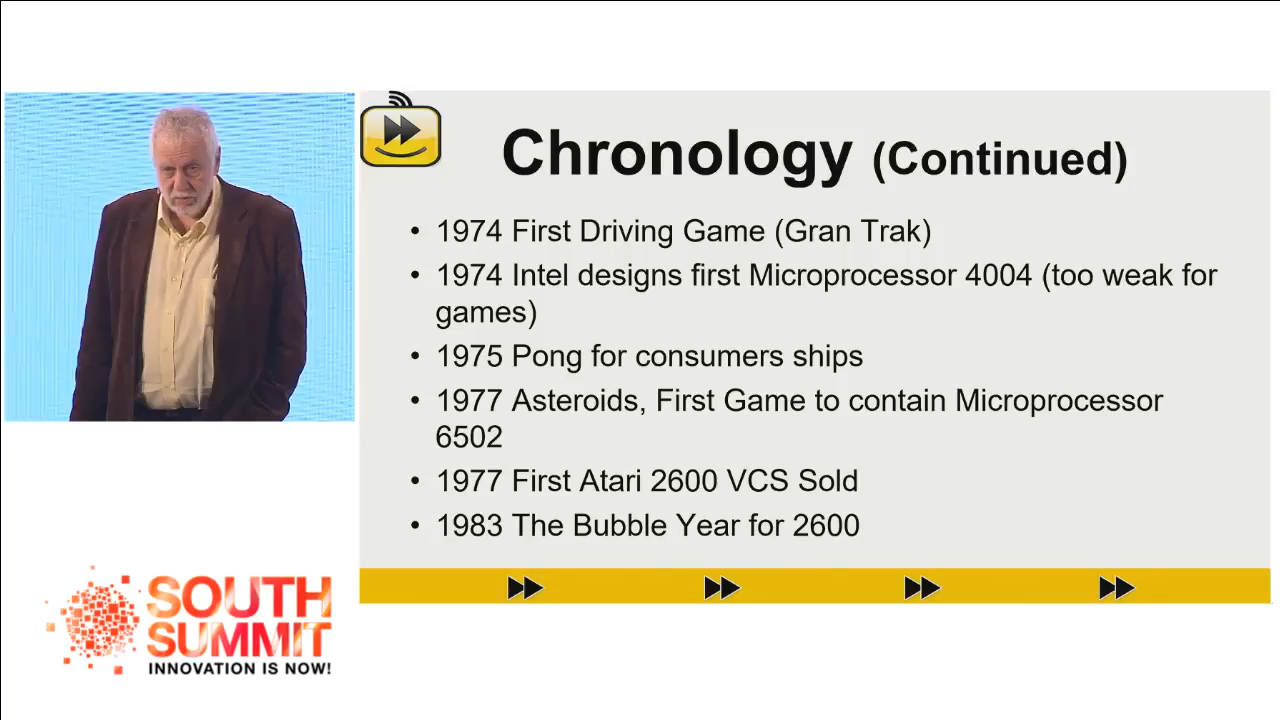 Chronology (Continued)
• 1974 First Driving Game (Gran Trak)
• 1974 Intel designs first Microprocessor 4004 (too weak for
games)
• 1975 Pong for consumers ships
• 1977 Asteroids, First Game to contain Microprocessor
6502
• 1977 First Atari 2600 VCS Sold
• 1983 The Bubble Year for 2600
SOUTH
SUMMIT
INNOVATION IS NOW!